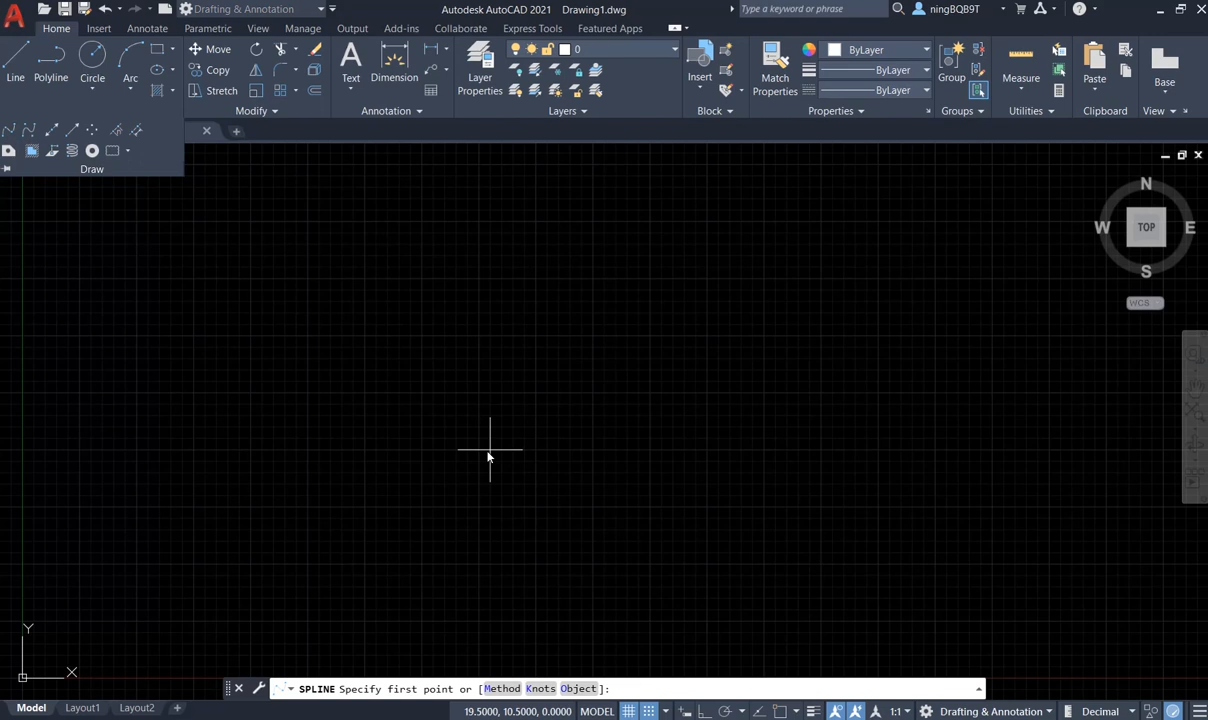 Drafting & Annotation
Autodesk AutoCAD 2021 Drawing1.dwg
Type a keyword or phrase
ningBQB9T
Home Insert Annotate Parametric View Manage Output Add-ins Collaborate Express Tools Featured Apps
Line Polyline Circle Arc
Move
Copy
Stretch
Modify
Text Dimension
Annotation
Layer Properties
0
Layers
Insert
Block
Match Properties
ByLayer
ByLayer
ByLayer
Properties
Group
Groups
Measure
Utilities
Paste
Clipboard
Base
View
Draw
N
W TOP E
S
WCS
Y
X
SPLINE Specify first point or [Method Knots Object]:
Model Layout1 Layout2
19.5000, 10.5000, 0.0000 MODEL 1:1 Drafting & Annotation Decimal